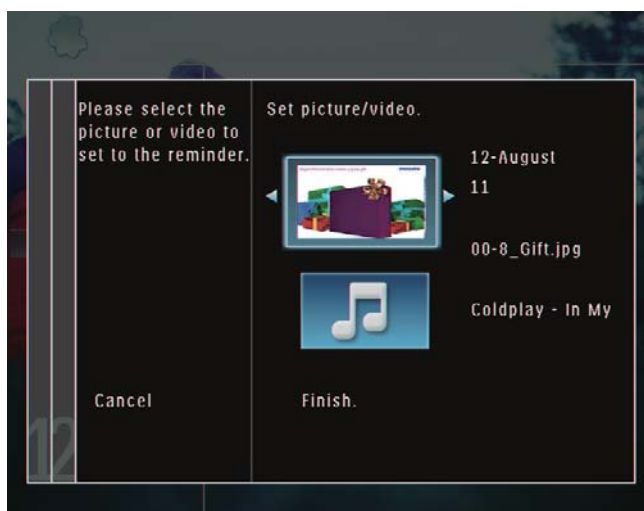 Please select the
picture or video to
set to the reminder.
Set picture/video.
12-August
11
00-8_Gift.jpg
Coldplay - In My
Cancel
Finish.
12